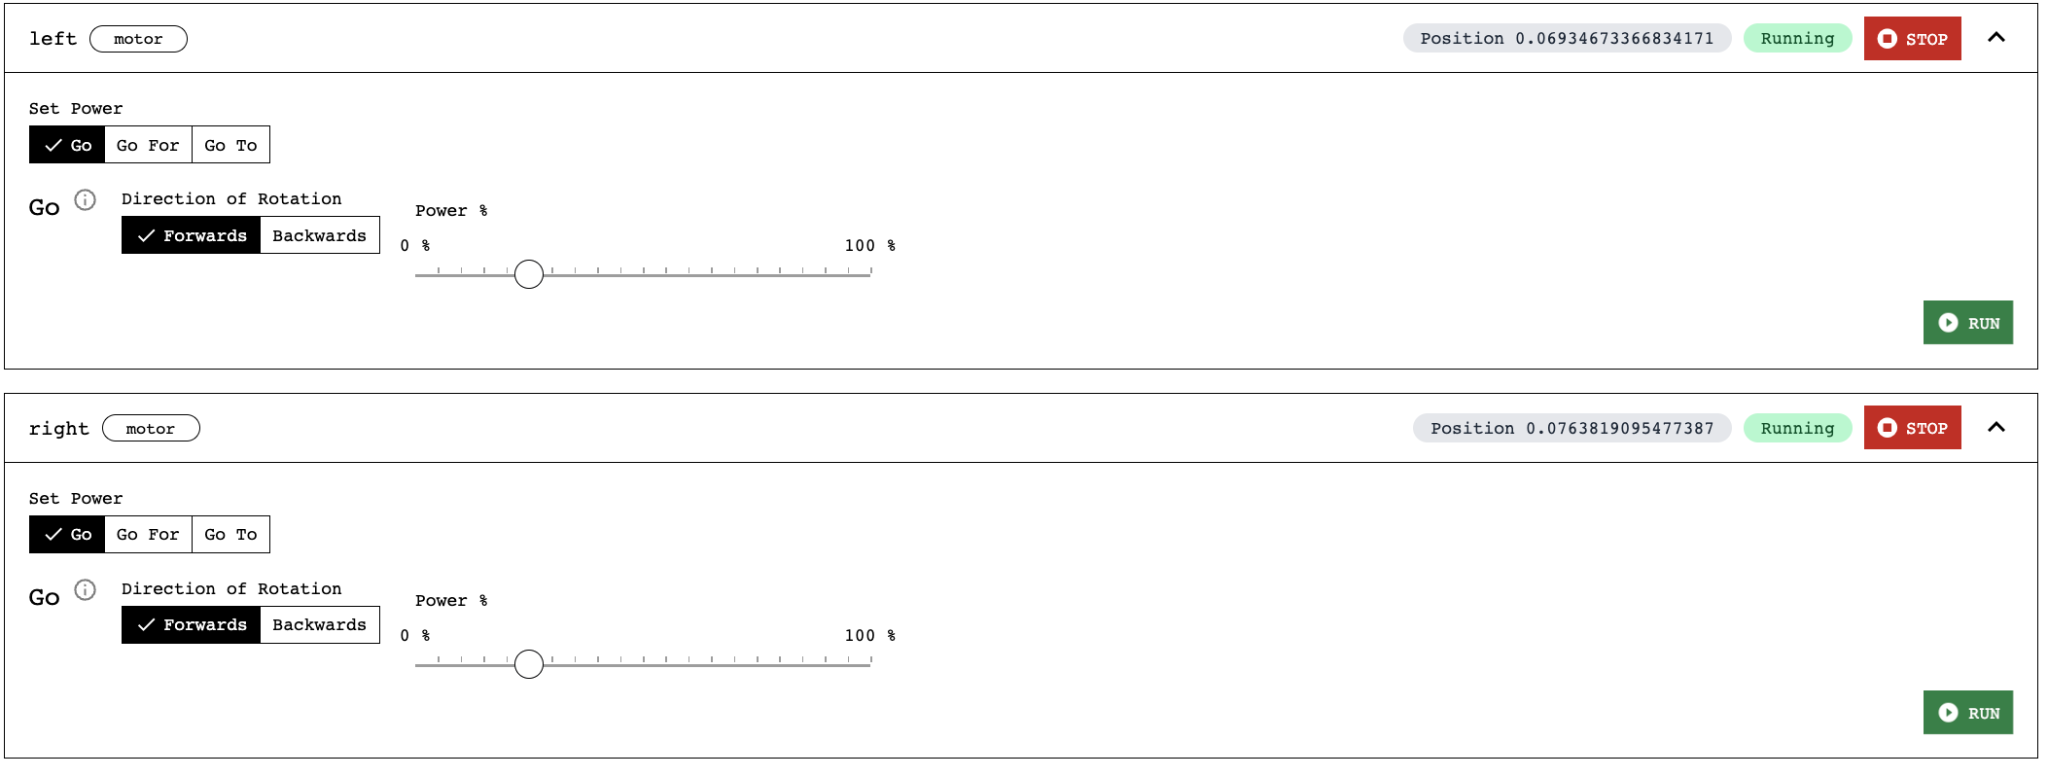 left motor Position 0.06934673366834171 Running STOP
Set Power
Go Go For Go To
Go Direction of Rotation
Power %
Forwards Backwards
0 % 100 %
RUN
right motor Position 0.0763819095477387 Running STOP
Set Power
Go Go For Go To
Go Direction of Rotation
Power %
Forwards Backwards
0 % 100 %
RUN